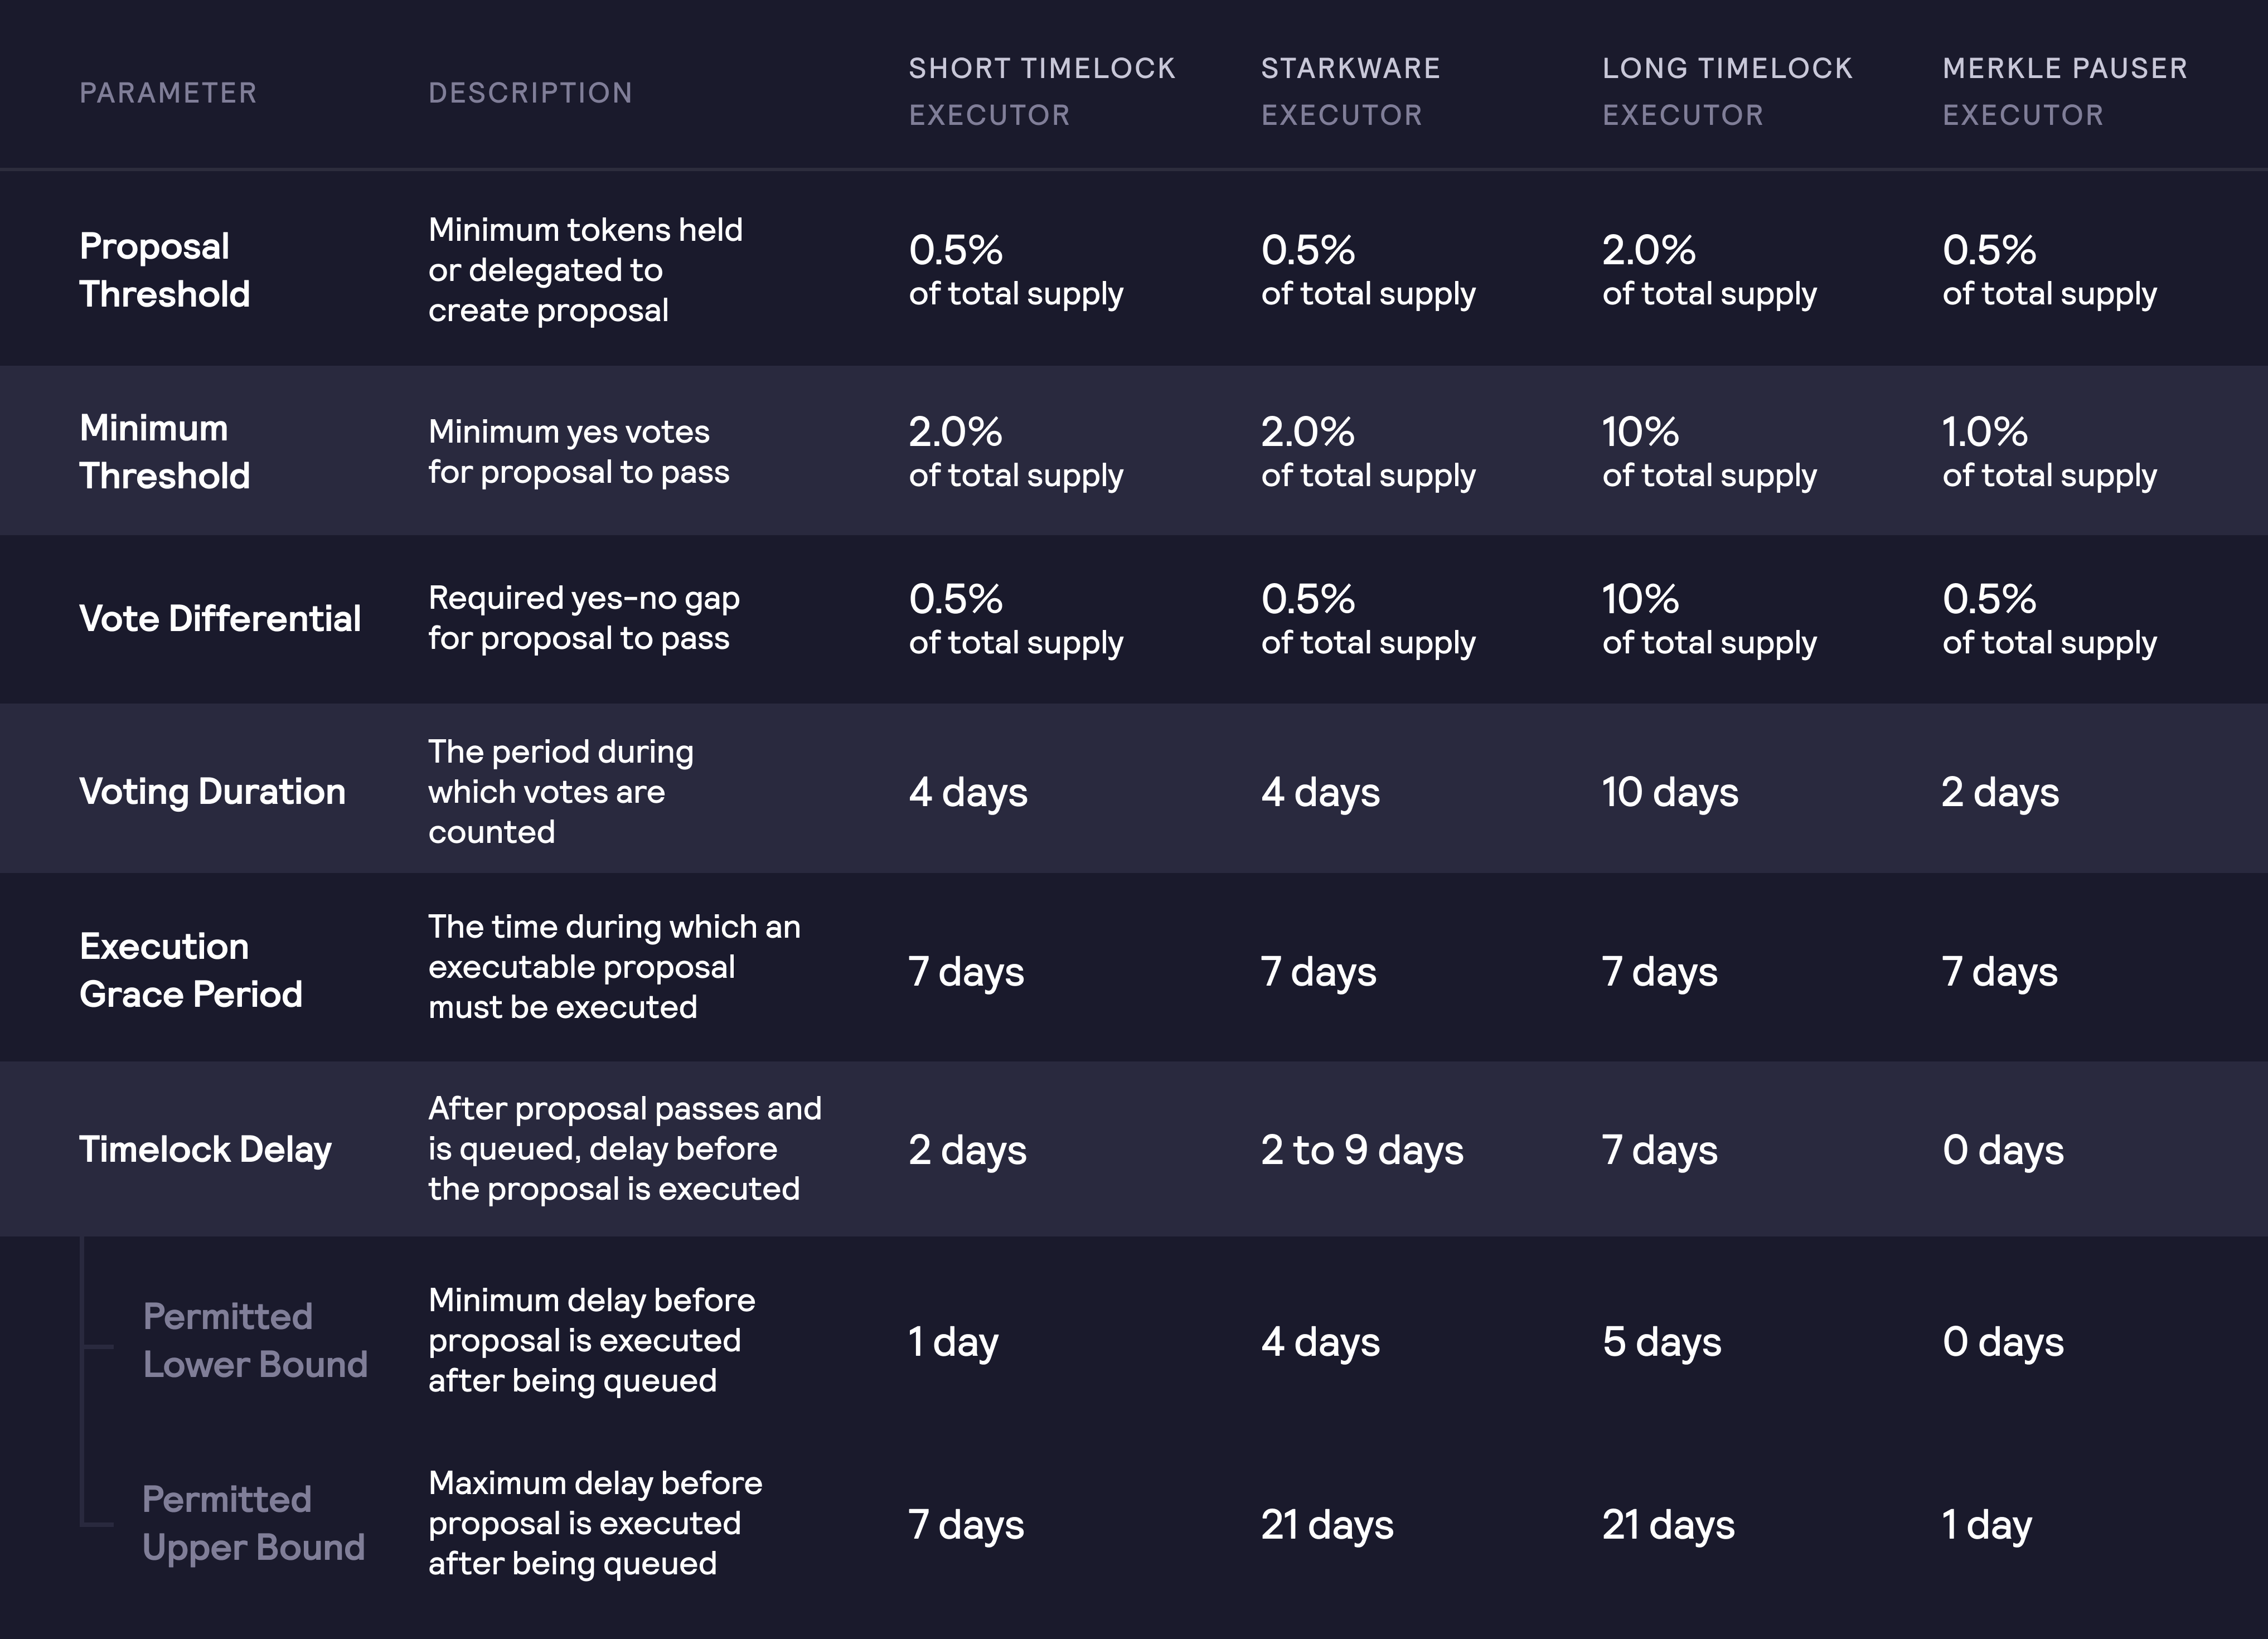 PARAMETER
DESCRIPTION
SHORT TIMELOCK
EXECUTOR
STARKWARE
EXECUTOR
LONG TIMELOCK
EXECUTOR
MERKLE PAUSER
EXECUTOR
Proposal
Threshold
Minimum tokens held
or delegated to
create proposal
0.5%
of total supply
0.5%
of total supply
2.0%
of total supply
0.5%
of total supply
Minimum
Threshold
Minimum yes votes
for proposal to pass
2.0%
of total supply
2.0%
of total supply
10%
of total supply
1.0%
of total supply
Vote Differential
Required yes-no gap
for proposal to pass
0.5%
of total supply
0.5%
of total supply
10%
of total supply
0.5%
of total supply
Voting Duration
The period during
which votes are
counted
4 days
4 days
10 days
2 days
Execution
Grace Period
The time during which an
executable proposal
must be executed
7 days
7 days
7 days
7 days
Timelock Delay
After proposal passes and
is queued, delay before
the proposal is executed
2 days
2 to 9 days
7 days
0 days
Permitted
Lower Bound
Minimum delay before
proposal is executed
after being queued
1 day
4 days
5 days
0 days
Permitted
Upper Bound
Maximum delay before
proposal is executed
after being queued
7 days
21 days
21 days
1 day